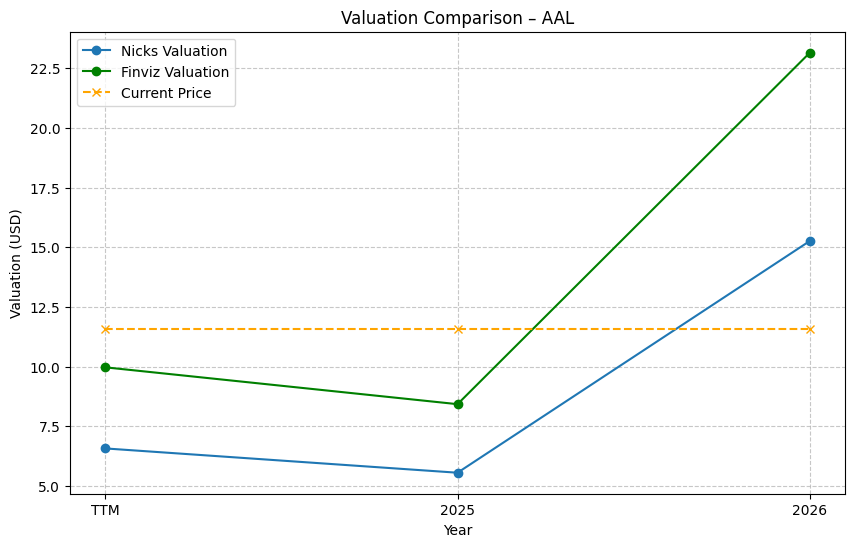 Valuation Comparison – AAL
Nicks Valuation
Finviz Valuation
Current Price
Valuation (USD)
22.5
20.0
17.5
15.0
12.5
10.0
7.5
5.0
TTM
2025
2026
Year